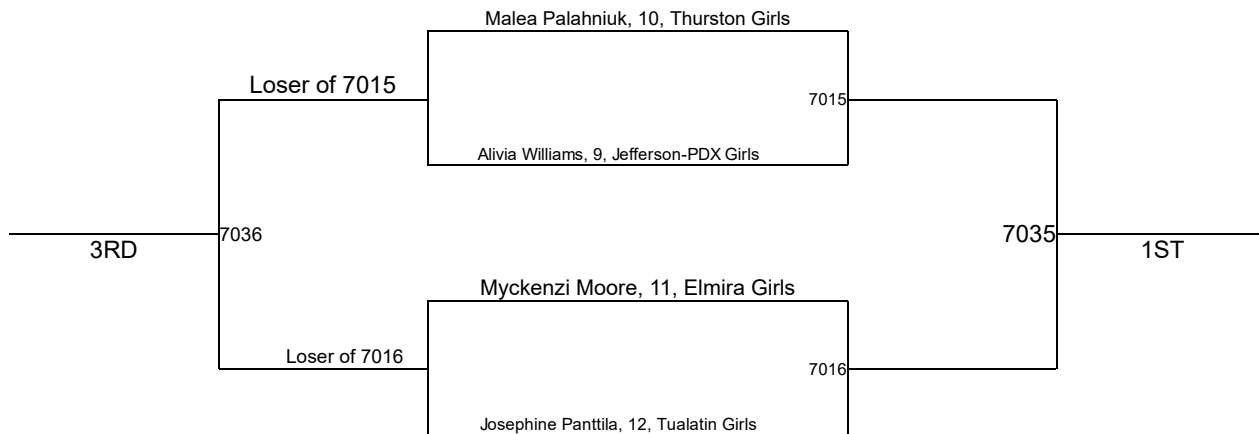 Malea Palahniuk, 10, Thurston Girls
Loser of 7015
7015
Alivia Williams, 9, Jefferson-PDX Girls
7036
3RD
7035
1ST
Myckenzi Moore, 11, Elmira Girls
Loser of 7016
7016
Josephine Panttila, 12, Tualatin Girls